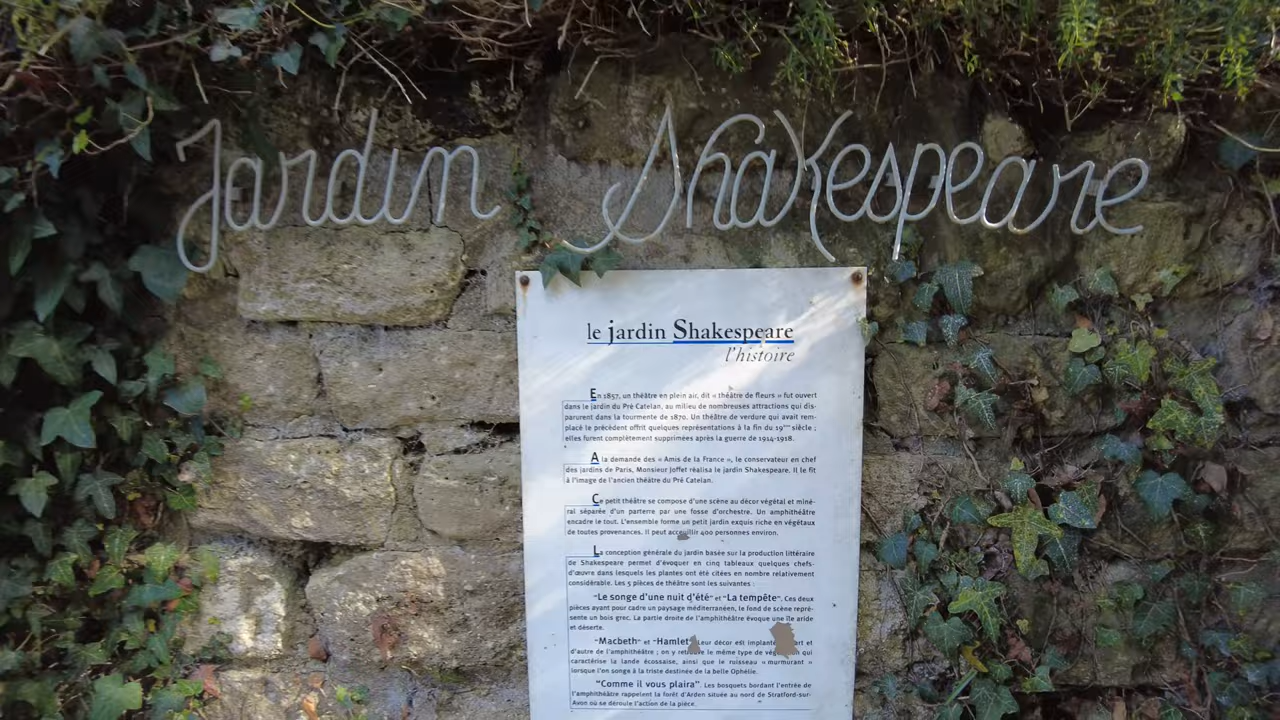 Jardin Shakespeare
le jardin Shakespeare
l'histoire
En 1857, un théâtre en plein air, dit « théâtre de fleurs » fut ouvert
dans le jardin du Pré Catelan, au milieu de nombreuses attractions qui dis-
parurent dans la tourmente de 1870. Un théâtre de verdure qui avait rem-
placé le précédent offrit quelques représentations à la fin du 19ème siècle ;
elles furent complètement supprimées après la guerre de 1914-1918.
A la demande des « Amis de la France », le conservateur en chef
des jardins de Paris, Monsieur Joffet réalisa le jardin Shakespeare. Il le fit
à l'image de l'ancien théâtre du Pré Catelan.
Ce petit théâtre se compose d'une scène au décor végétal et miné-
ral séparée d'un parterre par une fosse d'orchestre. Un amphithéâtre
encadre le tout. L'ensemble forme un petit jardin exquis riche en végétaux
de toutes provenances. Il peut accueillir 400 personnes environ.
La conception générale du jardin basée sur la production littéraire
de Shakespeare permet d'évoquer en cinq tableaux quelques chefs-
d'œuvre dans lesquels les plantes ont été citées en nombre relativement
considérable. Les 5 pièces de théâtre sont les suivantes :
"Le songe d'une nuit d'été" et "La tempête". Ces deux
pièces ayant pour cadre un paysage méditerranéen, le fond de scène repré-
sente un bois grec. La partie droite de l'amphithéâtre évoque une île aride
et déserte.
"Macbeth" et "Hamlet" Leur décor est implanté part et
d'autre de l'amphithéâtre ; on y retrouve le même type de végétation qui
caractérise la lande écossaise, ainsi que le ruisseau « murmurant »
lorsque l'on songe à la triste destinée de la belle Ophélie.
"Comme il vous plaira". Les bosquets bordant l'entrée de
l'amphithéâtre rappelent la forêt d'Arden située au nord de Stratford-sur-
Avon où se déroule l'action de la pièce.